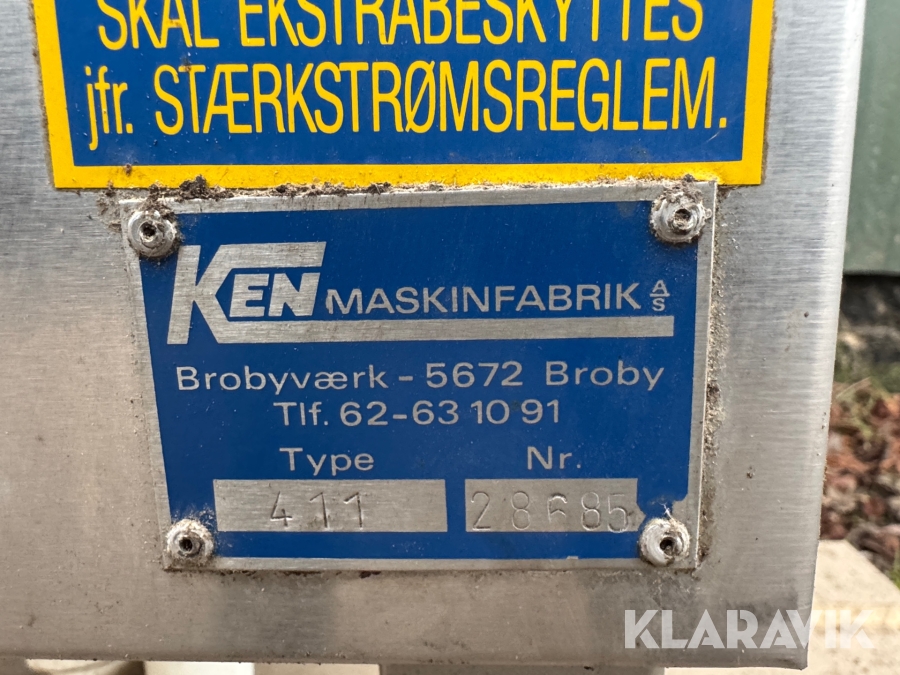 SKAL EKSTRABESKYTTES
jfr. STÆRKSTRØMSREGLEM.
KEN MASKINFABRIK A/S
Brobyværk - 5672 Broby
Tlf. 62-63 10 91
Type Nr.
411 28685
KLARAVIK